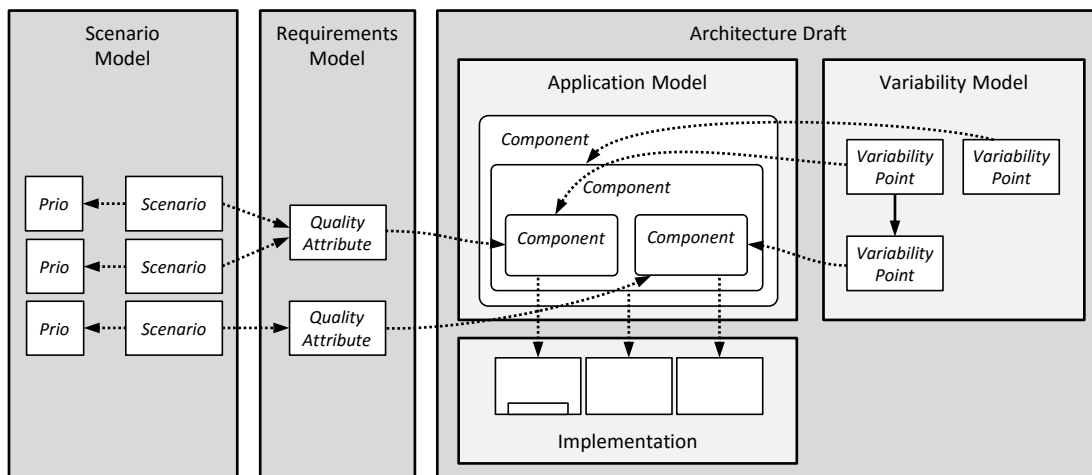 Scenario
Model
Requirements
Model
Architecture Draft
Application Model
Variability Model
Component
Component
Component
Component
Variability
Point
Variability
Point
Variability
Point
Prio
Scenario
Prio
Scenario
Prio
Scenario
Quality
Attribute
Quality
Attribute
Implementation